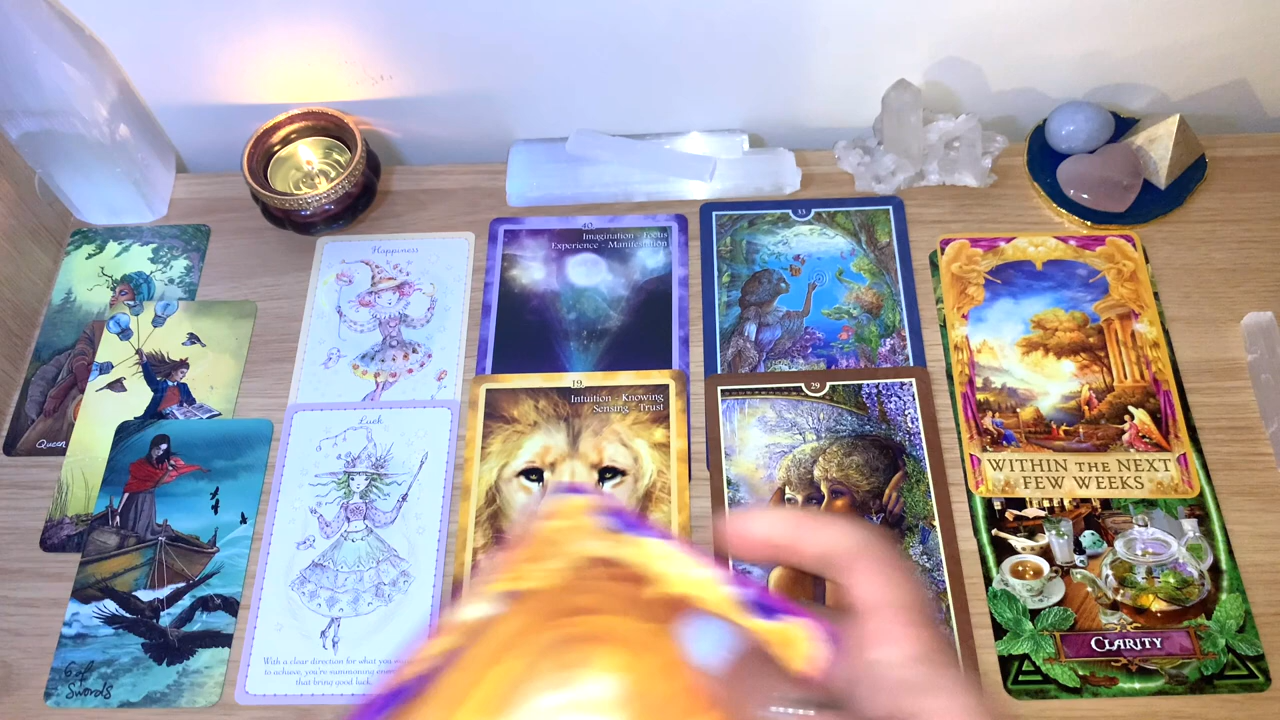 Queen
6 of
Swords
Happiness
Luck
With a clear direction for what you
to achieve, you're summoning
that bring good luck.
40.
Imagination - Focus
Experience - Manifestation
19.
Intuition - Knowing
Sensing - Trust
33
29
WITHIN THE NEXT
FEW WEEKS
CLARITY